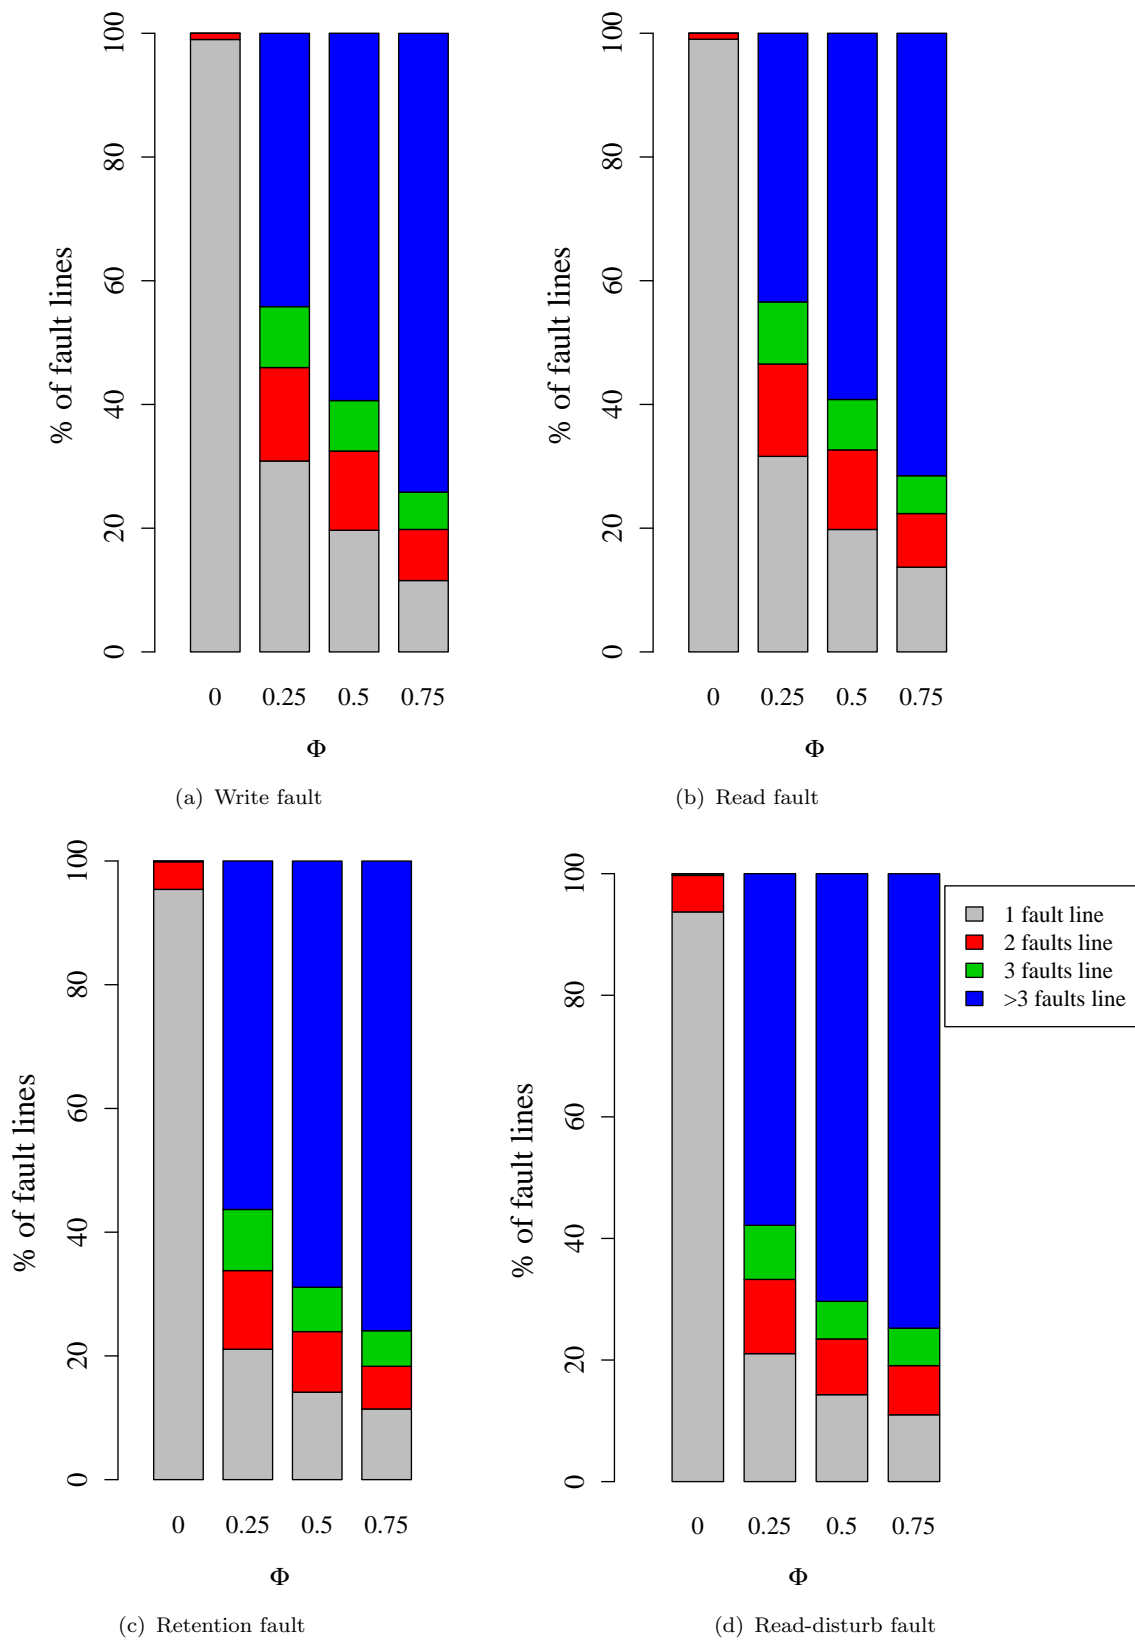 % of fault lines
0 20 40 60 80 100
0 0.25 0.5 0.75
Φ
(a) Write fault
% of fault lines
0 20 40 60 80 100
0 0.25 0.5 0.75
Φ
(b) Read fault
% of fault lines
0 20 40 60 80 100
0 0.25 0.5 0.75
Φ
(c) Retention fault
% of fault lines
0 20 40 60 80 100
1 fault line
2 faults line
3 faults line
>3 faults line
0 0.25 0.5 0.75
Φ
(d) Read-disturb fault